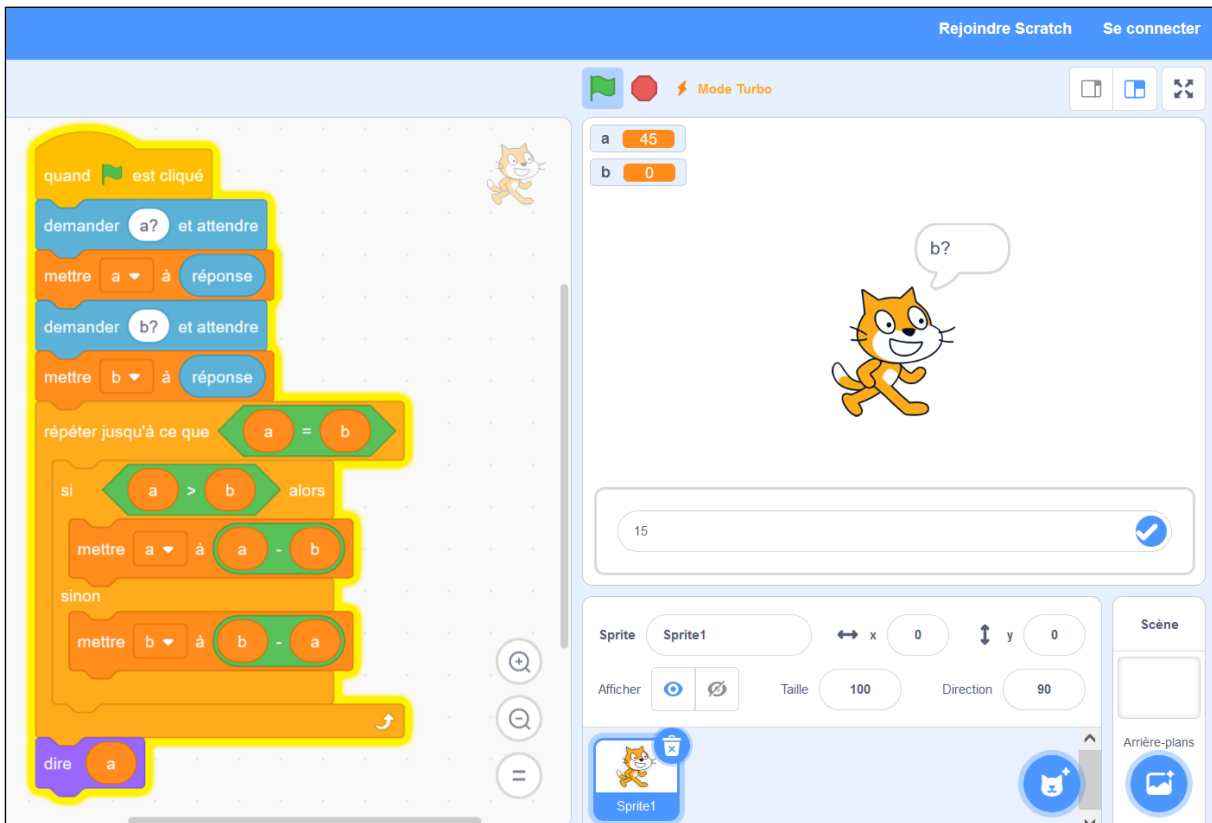 Rejoindre Scratch Se connecter
Mode Turbo
quand est cliqué
demander a? et attendre
mettre a à réponse
demander b? et attendre
mettre b à réponse
répéter jusqu'à ce que a = b
si a > b alors
mettre a à a - b
sinon
mettre b à b - a
dire a
a 45
b 0
b?
15
Sprite Sprite1 x 0 y 0
Afficher Taille 100 Direction 90
Sprite1
Scène
Arrière-plans